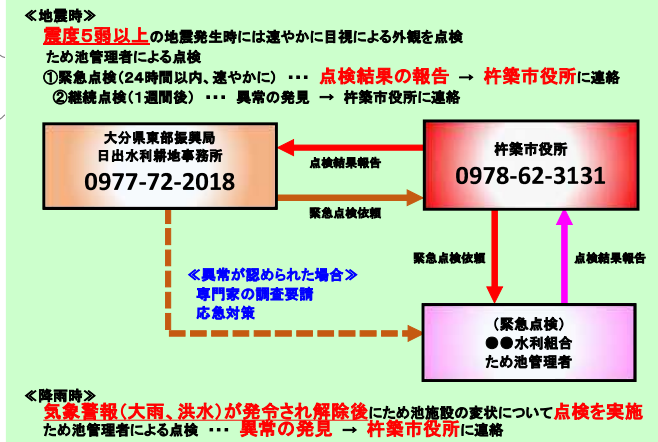 ≪地震時≫
震度５弱以上の地震発生時には速やかに目視による外観を点検
ため池管理者による点検
①緊急点検(２４時間以内、速やかに) ･･･ 点検結果の報告 → 杵築市役所に連絡
②継続点検(１週間後) ･･･ 異常の発見 → 杵築市役所に連絡
大分県東部振興局
日出水利耕地事務所
0977-72-2018
点検結果報告
杵築市役所
0978-62-3131
緊急点検依頼
緊急点検依頼
点検結果報告
≪異常が認められた場合≫
専門家の調査要請
応急対策
(緊急点検)
●●水利組合
ため池管理者
≪降雨時≫
気象警報(大雨、洪水)が発令され解除後にため池施設の変状について点検を実施
ため池管理者による点検 ･･･ 異常の発見 → 杵築市役所に連絡